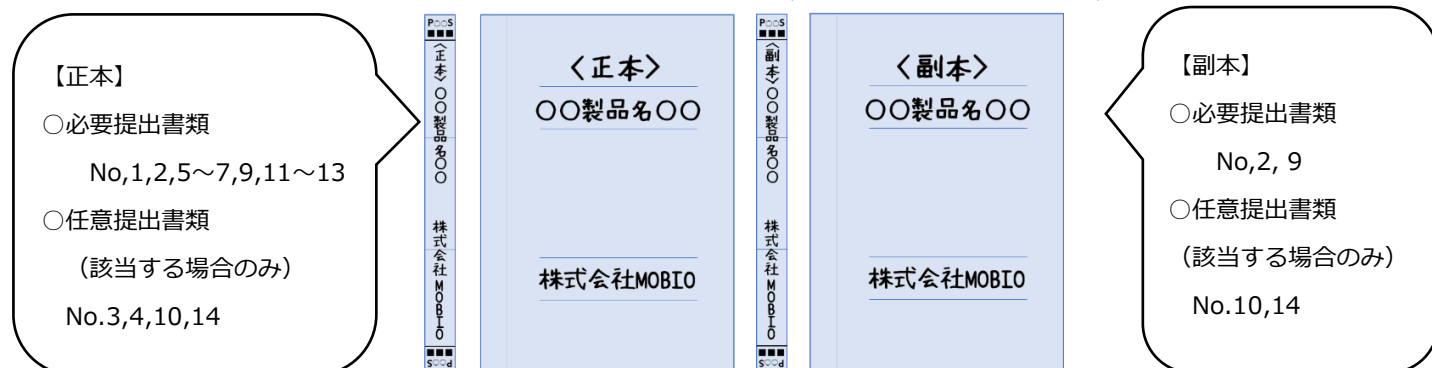 【正本】
○必要提出書類
No,1,2,5～7,9,11～13
○任意提出書類
（該当する場合のみ）
No.3,4,10,14
P○○S
〈正本〉○○製品名○○
株式会社MOBIO
P○○S
〈正本〉
○○製品名○○
株式会社MOBIO
P○○S
〈副本〉○○製品名○○
株式会社MOBIO
P○○S
〈副本〉
○○製品名○○
株式会社MOBIO
【副本】
○必要提出書類
No,2, 9
○任意提出書類
（該当する場合のみ）
No.10,14